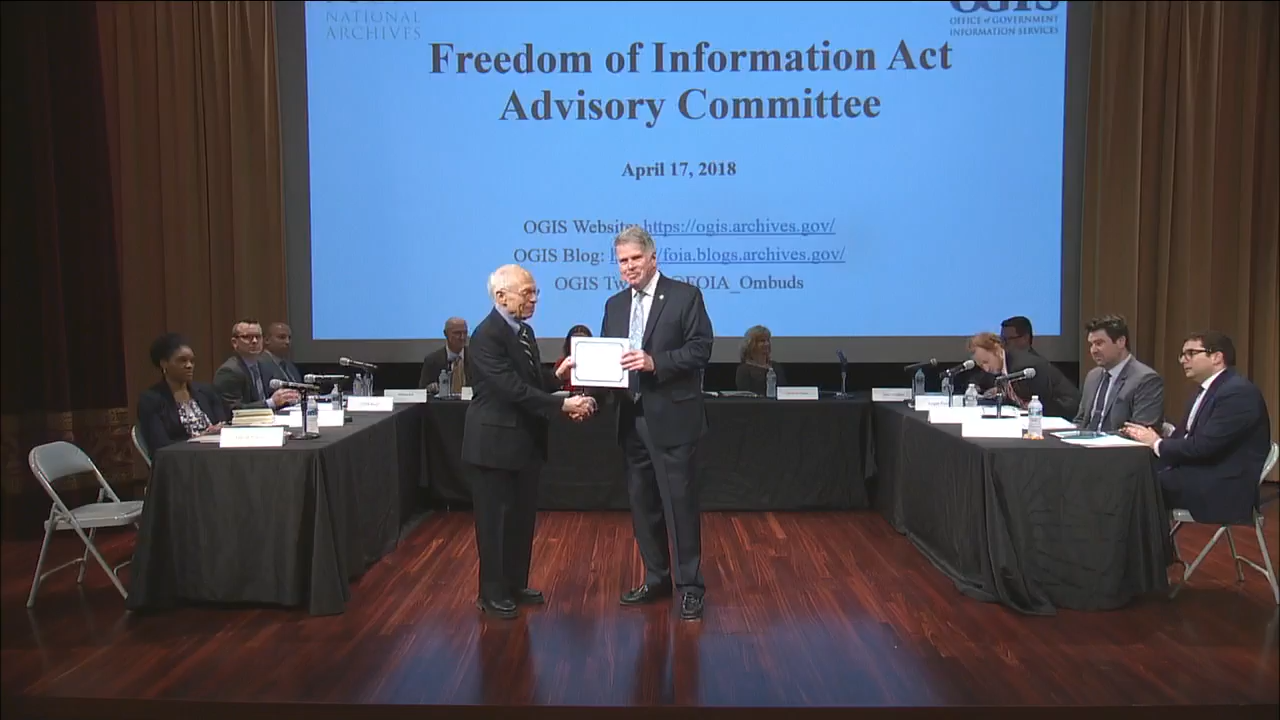 NATIONAL
ARCHIVES
OGIS
OFFICE of GOVERNMENT
INFORMATION SERVICES
Freedom of Information Act
Advisory Committee
April 17, 2018
OGIS Website: https://ogis.archives.gov/
OGIS Blog: /foia.blogs.archives.gov/
OGIS @FOIA_Ombuds